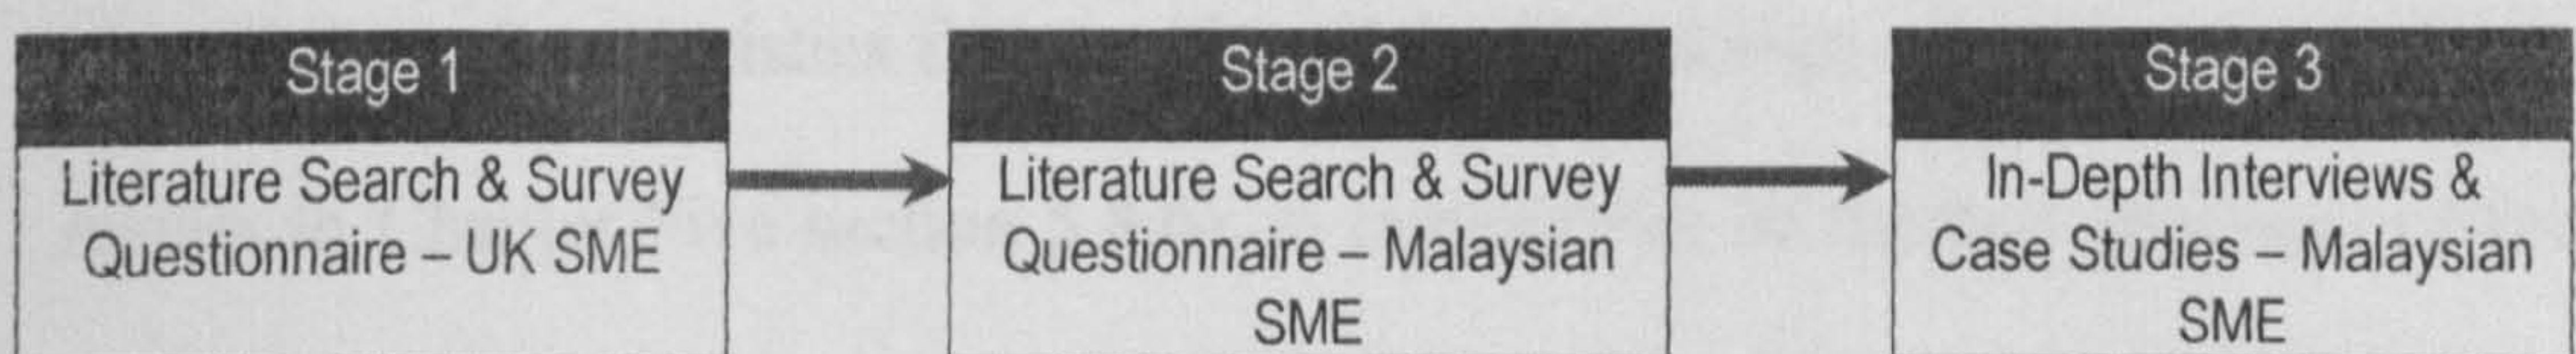 Stage 1
Literature Search & Survey
Questionnaire – UK SME
Stage 2
Literature Search & Survey
Questionnaire – Malaysian
SME
Stage 3
In-Depth Interviews &
Case Studies – Malaysian
SME